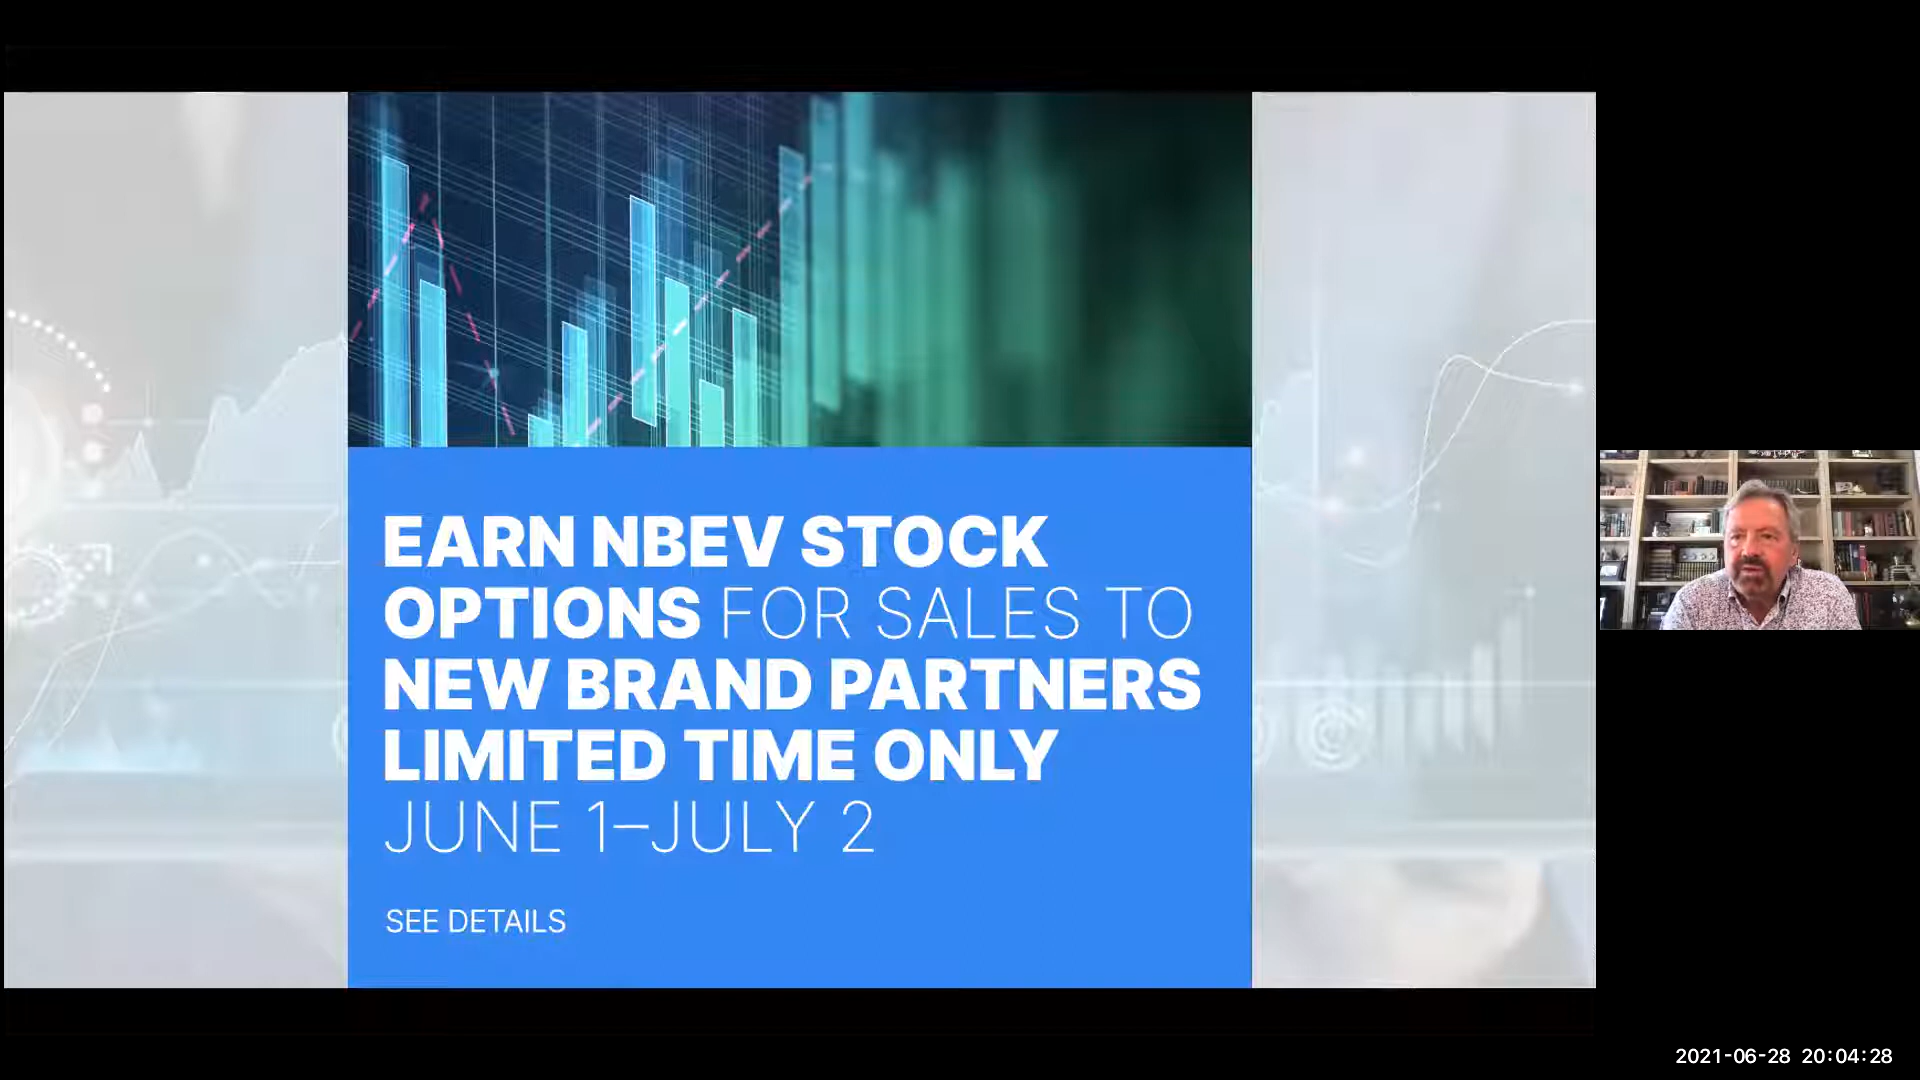 EARN NBEV STOCK
OPTIONS FOR SALES TO
NEW BRAND PARTNERS
LIMITED TIME ONLY
JUNE 1–JULY 2
SEE DETAILS
2021-06-28 20:04:28